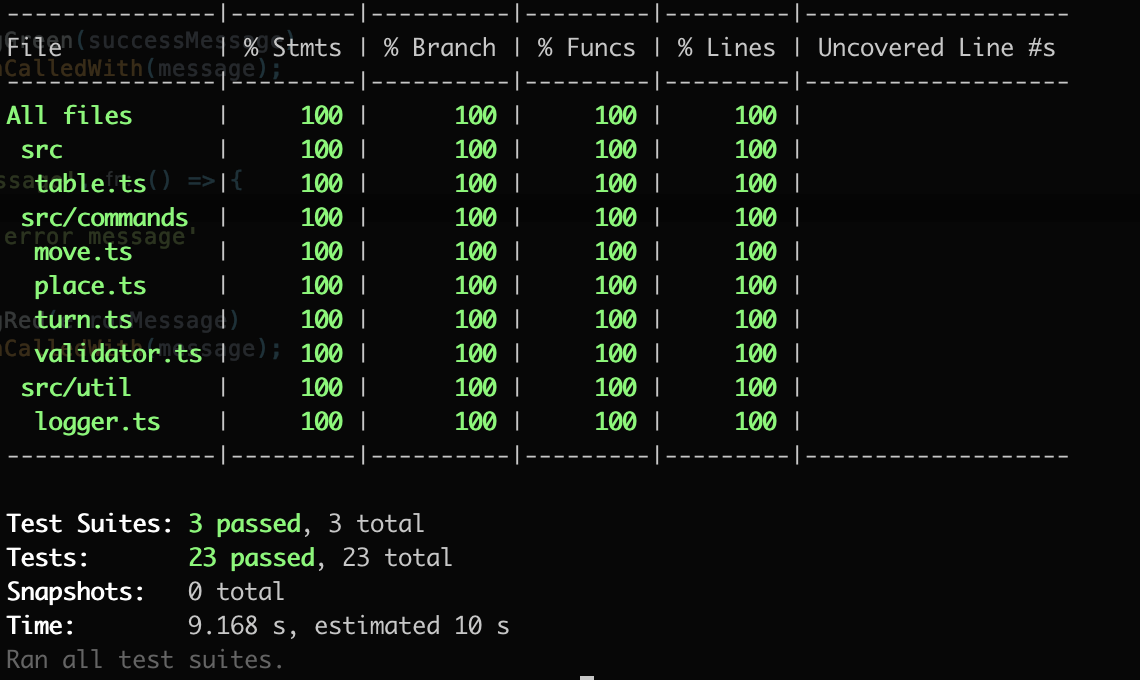 ---------------|---------|----------|---------|---------|-------------------
File           | % Stmts | % Branch | % Funcs | % Lines | Uncovered Line #s
---------------|---------|----------|---------|---------|-------------------
All files      |     100 |      100 |     100 |     100 |
 src           |     100 |      100 |     100 |     100 |
  table.ts     |     100 |      100 |     100 |     100 |
 src/commands  |     100 |      100 |     100 |     100 |
  move.ts      |     100 |      100 |     100 |     100 |
  place.ts     |     100 |      100 |     100 |     100 |
  turn.ts      |     100 |      100 |     100 |     100 |
  validator.ts |     100 |      100 |     100 |     100 |
 src/util      |     100 |      100 |     100 |     100 |
  logger.ts    |     100 |      100 |     100 |     100 |
---------------|---------|----------|---------|---------|-------------------
Test Suites: 3 passed, 3 total
Tests:       23 passed, 23 total
Snapshots:   0 total
Time:        9.168 s, estimated 10 s
Ran all test suites.